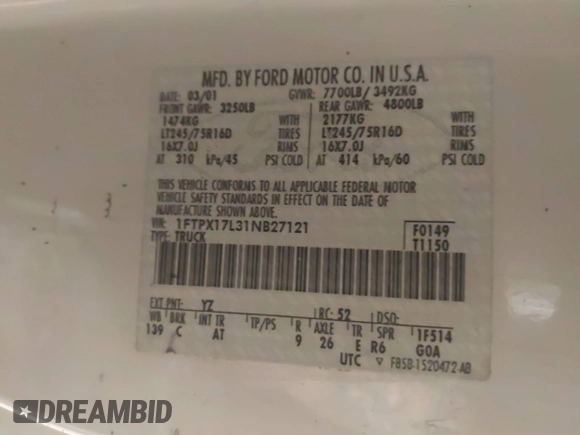 MFD. BY FORD MOTOR CO. IN U.S.A.
DATE: 03/01 GVWR: 7700LB/ 3492KG
FRONT GAWR: 3250LB REAR GAWR: 4800LB
1474KG WITH 2177KG WITH
LT245/75R16D TIRES LT245/75R16D TIRES
16X7.0J RIMS 16X7.0J RIMS
AT 310 kPa/45 PSI COLD AT 414 kPa/60 PSI COLD
THIS VEHICLE CONFORMS TO ALL APPLICABLE FEDERAL MOTOR
VEHICLE SAFETY STANDARDS IN EFFECT ON THE DATE OF
MANUFACTURE SHOWN ABOVE.
VIN: 1FTPX17L31NB27121 F0149
TYPE: TRUCK T1150
EXT PNT: YZ RC: 52 DSO:
WB BRK INT TR TP/PS R AXLE TR SPR 1F514
139 C AT 9 26 E R6 GOA
UTC ▽ F85B-1520472-AB
$DREAMBID